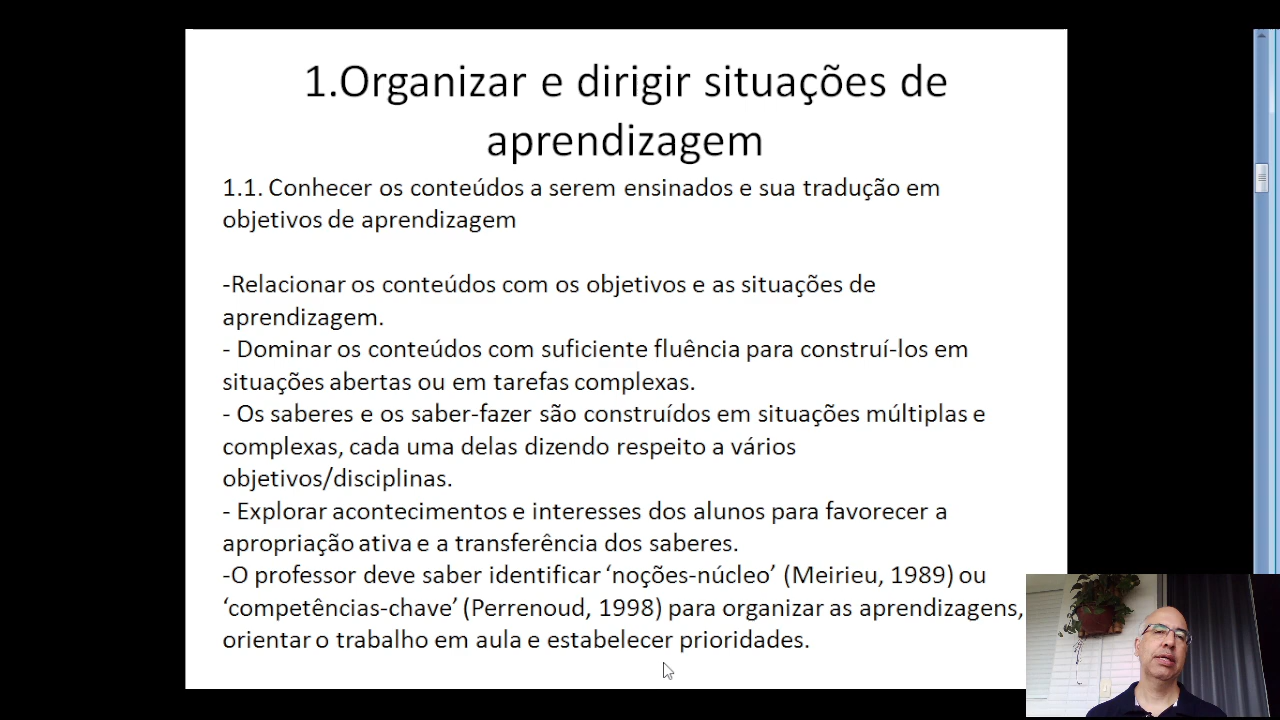 1.Organizar e dirigir situações de
aprendizagem
1.1. Conhecer os conteúdos a serem ensinados e sua tradução em
objetivos de aprendizagem
-Relacionar os conteúdos com os objetivos e as situações de
aprendizagem.
- Dominar os conteúdos com suficiente fluência para construí-los em
situações abertas ou em tarefas complexas.
- Os saberes e os saber-fazer são construídos em situações múltiplas e
complexas, cada uma delas dizendo respeito a vários
objetivos/disciplinas.
- Explorar acontecimentos e interesses dos alunos para favorecer a
apropriação ativa e a transferência dos saberes.
-O professor deve saber identificar ‘noções-núcleo’ (Meirieu, 1989) ou
‘competências-chave’ (Perrenoud, 1998) para organizar as aprendizagens,
orientar o trabalho em aula e estabelecer prioridades.